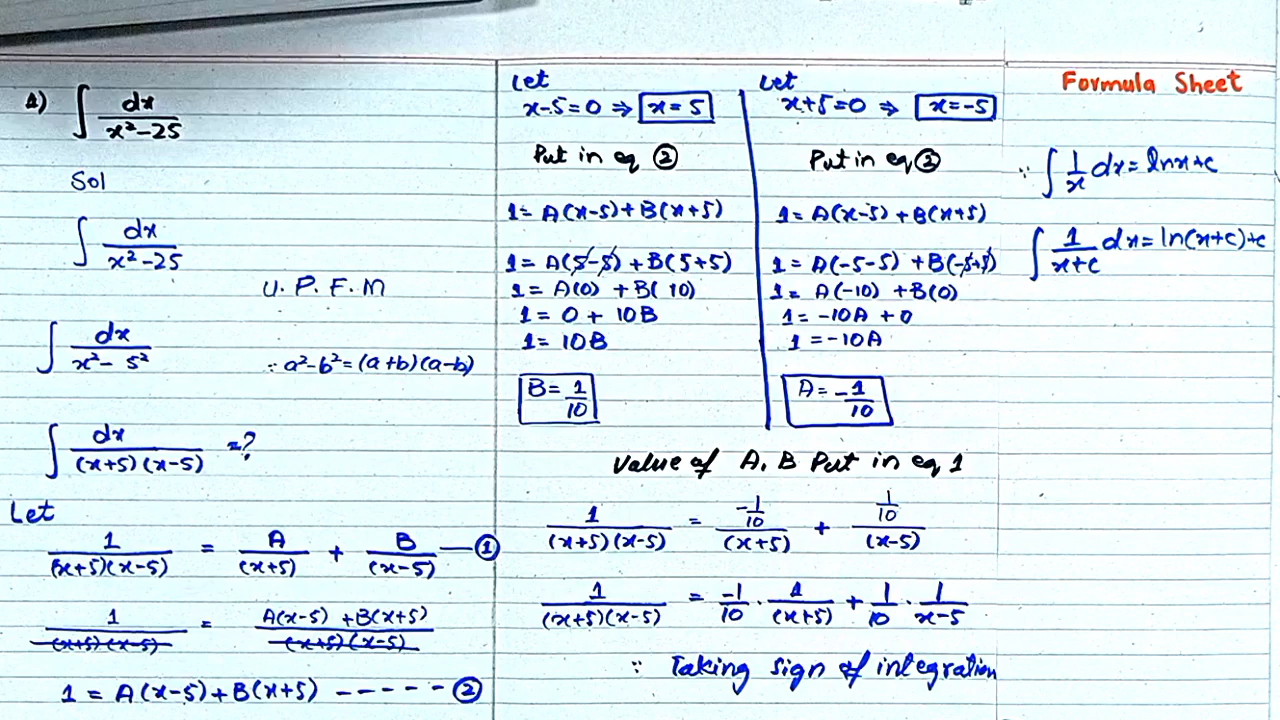 1) ∫ dx / x²-25
Sol
∫ dx / x²-25
U. P. F. M
∫ dx / x² - 5² ∵ a²-b²=(a+b)(a-b)
∫ dx / (x+5)(x-5) =?
Let
1 / (x+5)(x-5) = A / (x+5) + B / (x-5) — ①
1 / (x+5)(x-5) = A(x-5)+B(x+5) / (x+5)(x-5)
1 = A(x-5)+B(x+5) ----- ②
Let
x-5=0 ⇒ x=5
Put in eq ②
1=A(x-5)+B(x+5)
1=A(5-5)+B(5+5)
1=A(0)+B(10)
1=0+10B
1=10B
B=1/10
Let
x+5=0 ⇒ x=-5
Put in eq ②
1=A(x-5)+B(x+5)
1=A(-5-5)+B(-5+5)
1=A(-10)+B(0)
1=-10A+0
1=-10A
A=-1/10
Value of A, B Put in eq 1
1 / (x+5)(x-5) = -1/10 / (x+5) + 1/10 / (x-5)
1 / (x+5)(x-5) = -1/10 . 1/(x+5) + 1/10 . 1/x-5
∵ Taking sign of integration
Formula Sheet
∵ ∫ 1/x dx=lnx+c
∫ 1/x+c dx=ln(x+c)+c